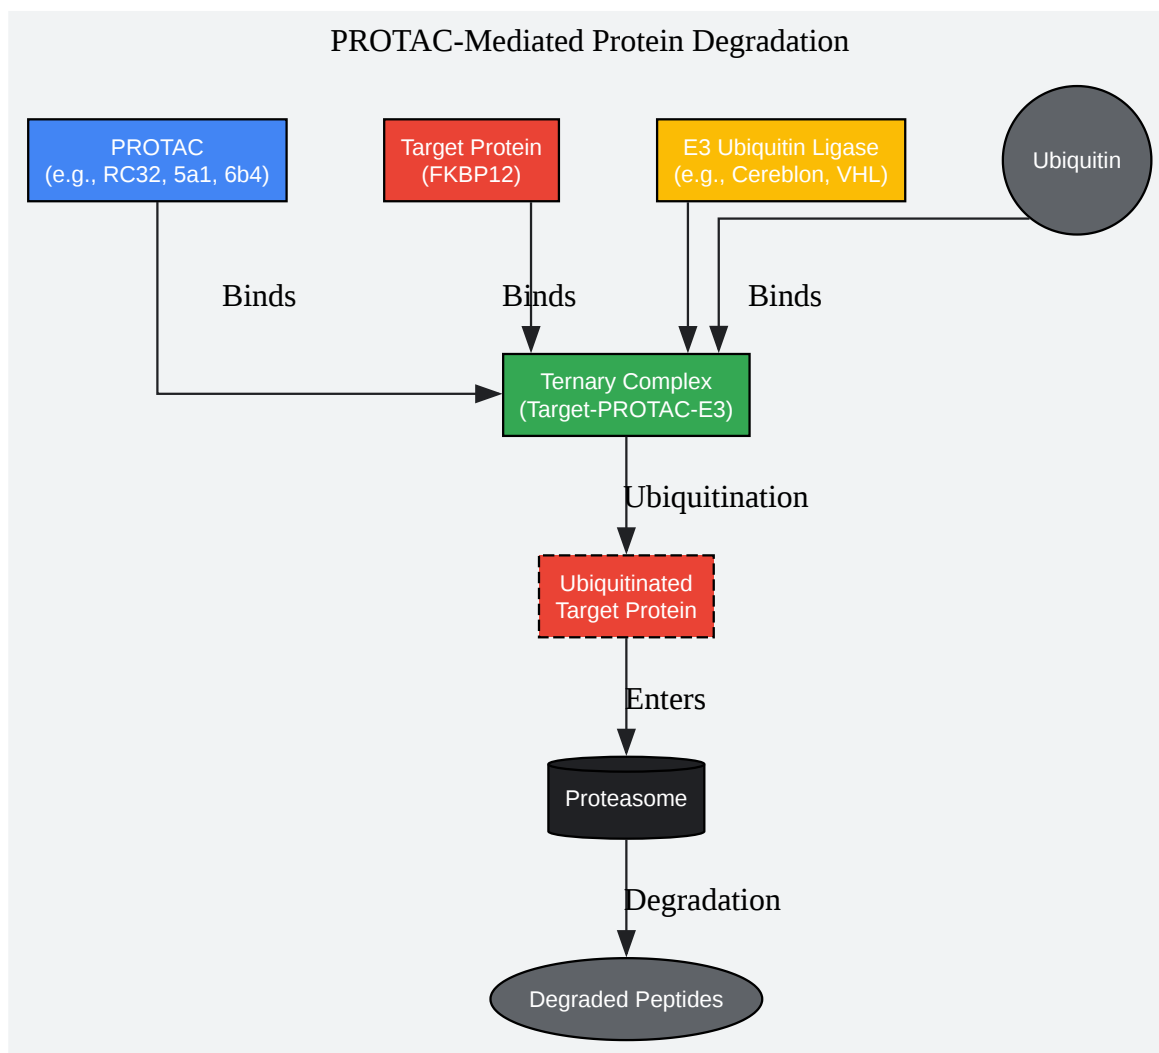 PROTAC-Mediated Protein Degradation
PROTAC
(e.g., RC32, 5a1, 6b4)
Target Protein
(FKBP12)
E3 Ubiquitin Ligase
(e.g., Cereblon, VHL)
Ubiquitin
Binds
Binds
Binds
Ternary Complex
(Target-PROTAC-E3)
Ubiquitination
Ubiquitinated
Target Protein
Enters
Proteasome
Degradation
Degraded Peptides